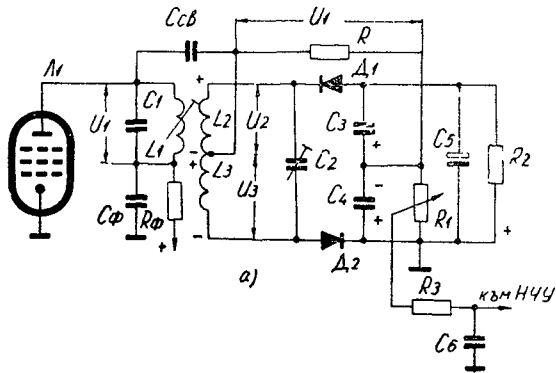 Cсв
U1
R
Л1
+
Д1
U1
C1
L1
L2
U2
C3
+
C5
R2
-
+
L3
C2
-
Cф
Rф
U3
C4
+
R1
+
+
-
а)
Д2
R3
към НЧУ
C6